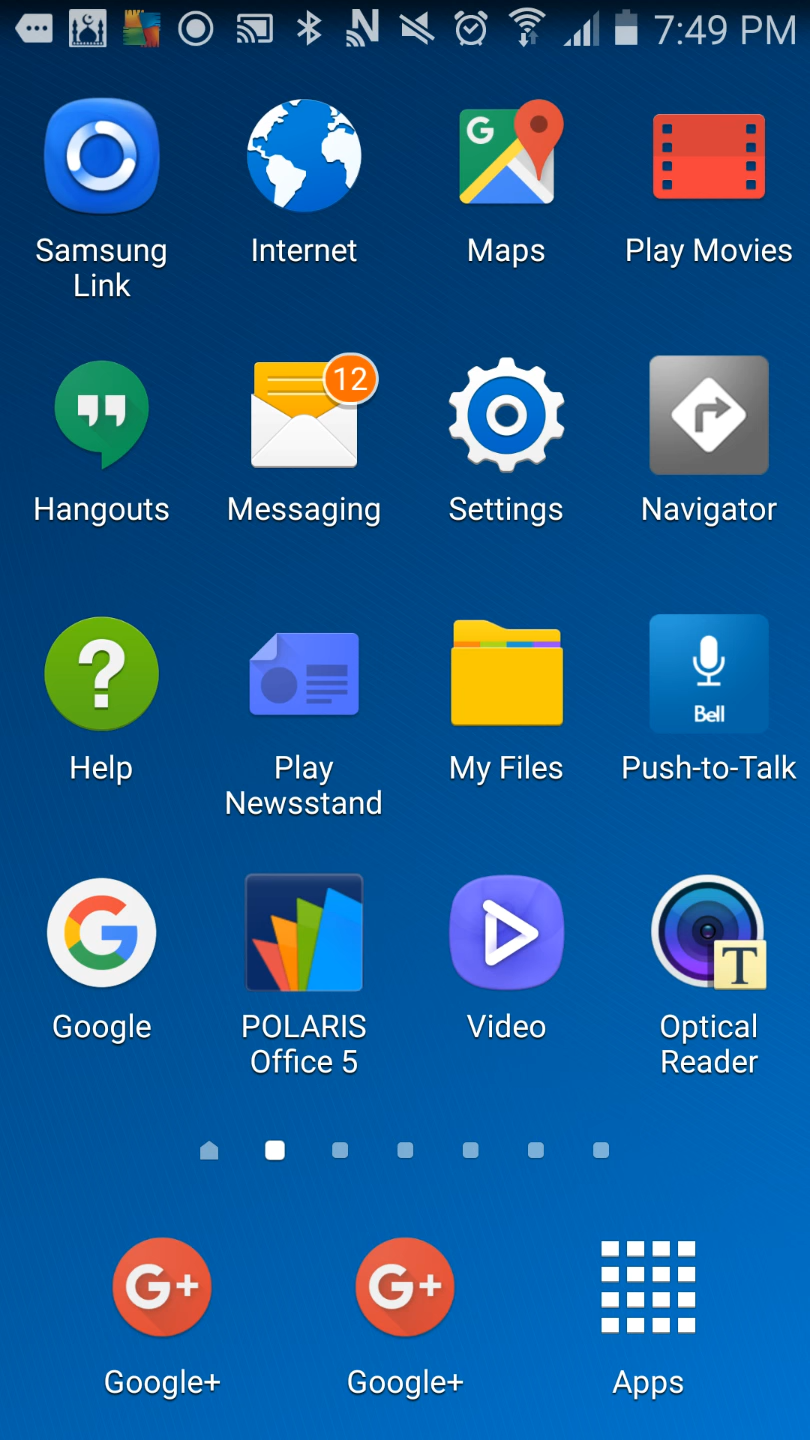 7:49 PM
G
Samsung
Link
Internet
Maps
Play Movies
12
Hangouts
Messaging
Settings
Navigator
?
Bell
Help
Play
Newsstand
My Files
Push-to-Talk
G
T
Google
POLARIS
Office 5
Video
Optical
Reader
G+
G+
Google+
Google+
Apps